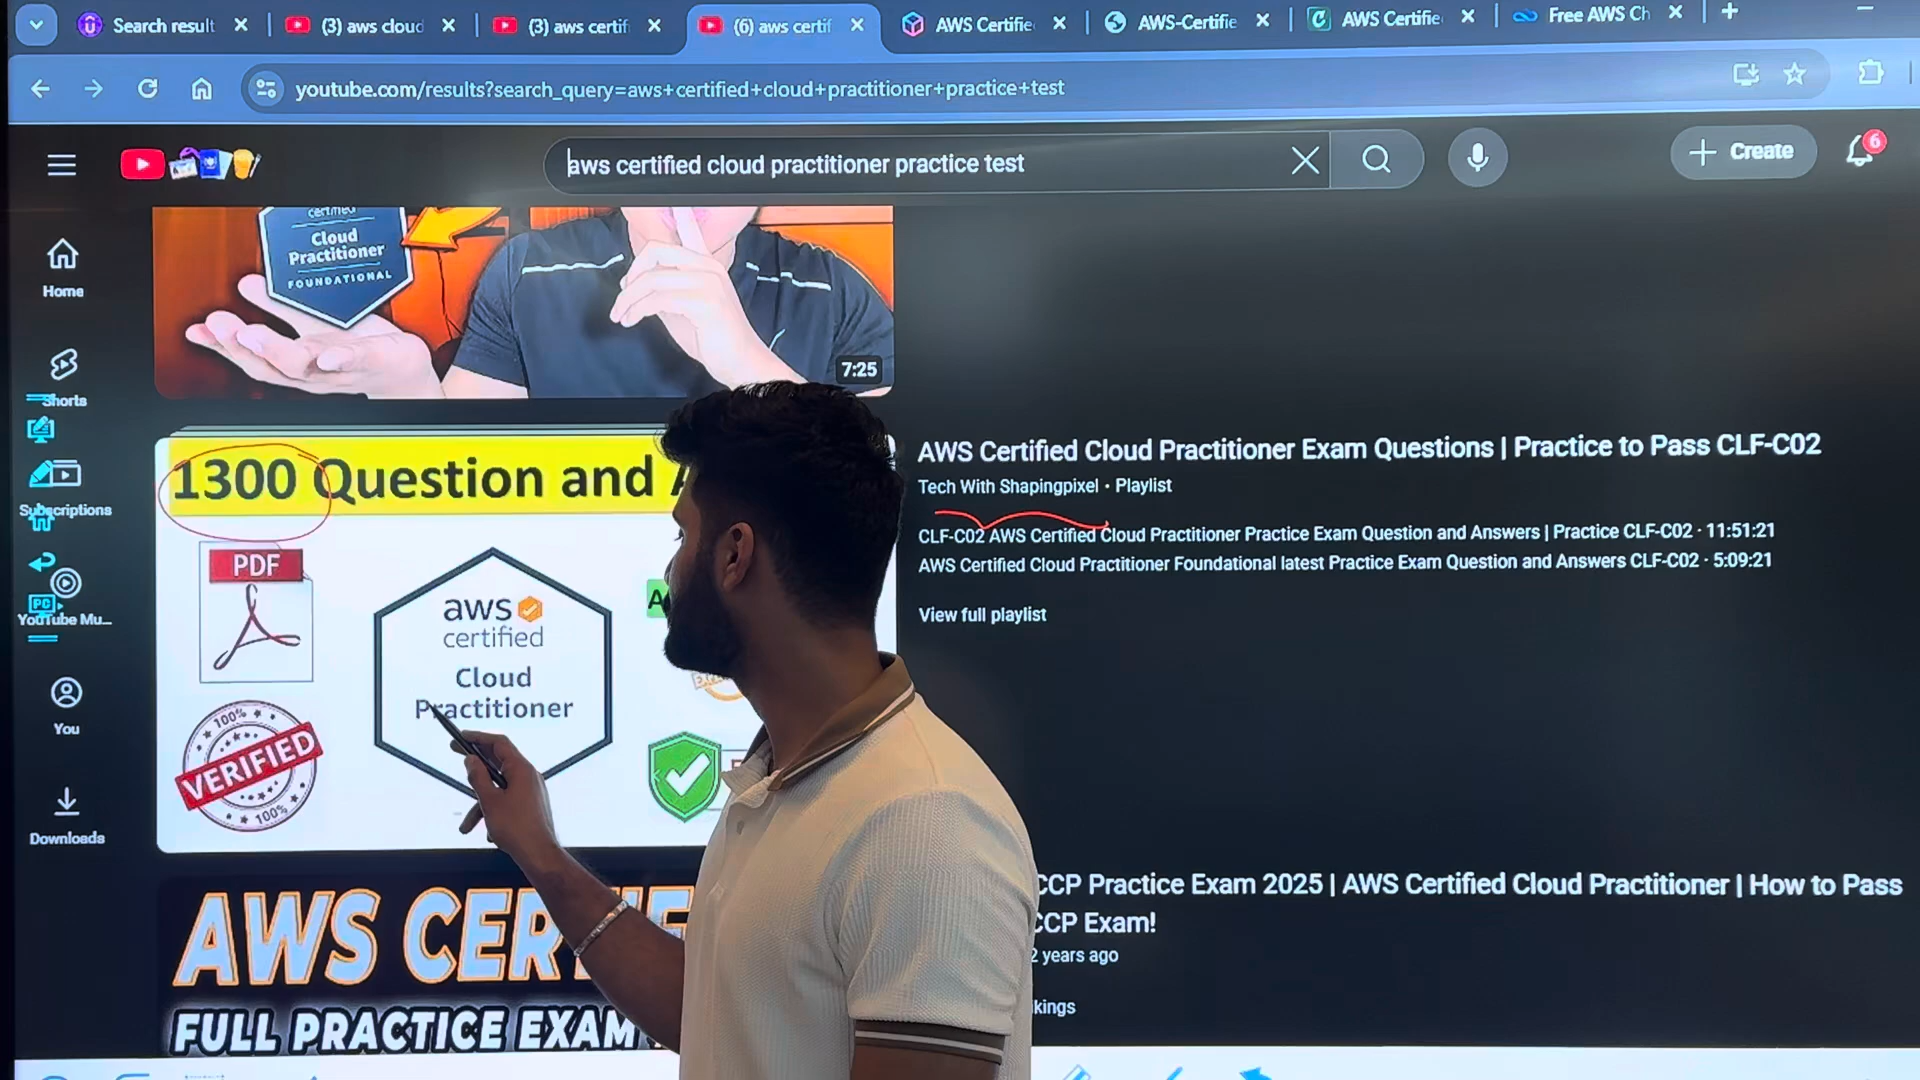 Search result
(3) aws cloud
(3) aws certifi
(6) aws certif
AWS Certifie
AWS-Certifie
AWS Certifie
Free AWS Ch
youtube.com/results?search_query=aws+certified+cloud+practitioner+practice+test
aws certified cloud practitioner practice test
Create
6
Home
Shorts
Subscriptions
PC
YouTube Mu...
You
Downloads
certified
Cloud
Practitioner
FOUNDATIONAL
7:25
1300 Question and A
PDF
aws
certified
Cloud
Practitioner
100%
VERIFIED
100%
A
AWS Certified Cloud Practitioner Exam Questions | Practice to Pass CLF-C02
Tech With Shapingpixel • Playlist
CLF-C02 AWS Certified Cloud Practitioner Practice Exam Question and Answers | Practice CLF-C02 · 11:51:21
AWS Certified Cloud Practitioner Foundational latest Practice Exam Question and Answers CLF-C02 · 5:09:21
View full playlist
AWS CERTIF
FULL PRACTICE EXAM
CCP Practice Exam 2025 | AWS Certified Cloud Practitioner | How to Pass
CCP Exam!
2 years ago
kings